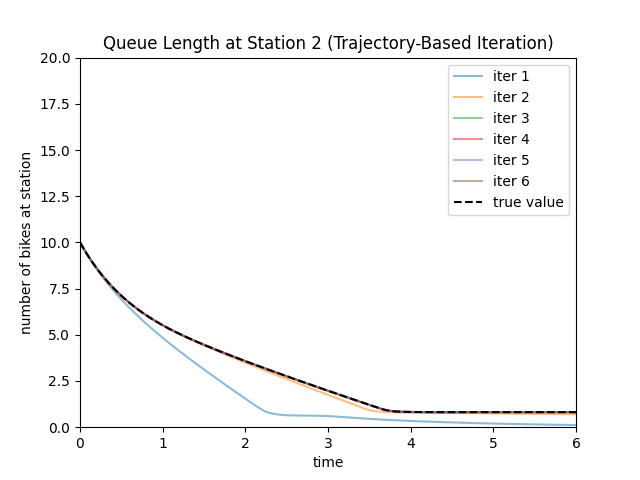 Queue Length at Station 2 (Trajectory-Based Iteration)
number of bikes at station
20.0
17.5
15.0
12.5
10.0
7.5
5.0
2.5
0.0
iter 1
iter 2
iter 3
iter 4
iter 5
iter 6
true value
0 1 2 3 4 5 6
time